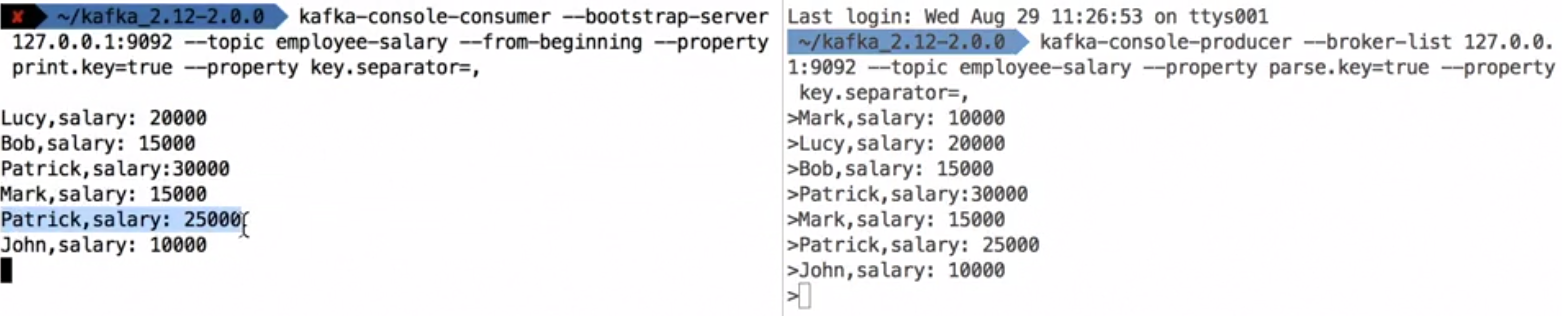 ✘ ~/kafka_2.12-2.0.0 kafka-console-consumer --bootstrap-server
127.0.0.1:9092 --topic employee-salary --from-beginning --property
print.key=true --property key.separator=,
Lucy,salary: 20000
Bob,salary: 15000
Patrick,salary:30000
Mark,salary: 15000
Patrick,salary: 25000
John,salary: 10000
Last login: Wed Aug 29 11:26:53 on ttys001
~/kafka_2.12-2.0.0 kafka-console-producer --broker-list 127.0.0.
1:9092 --topic employee-salary --property parse.key=true --property
key.separator=,
>Mark,salary: 10000
>Lucy,salary: 20000
>Bob,salary: 15000
>Patrick,salary:30000
>Mark,salary: 15000
>Patrick,salary: 25000
>John,salary: 10000
>